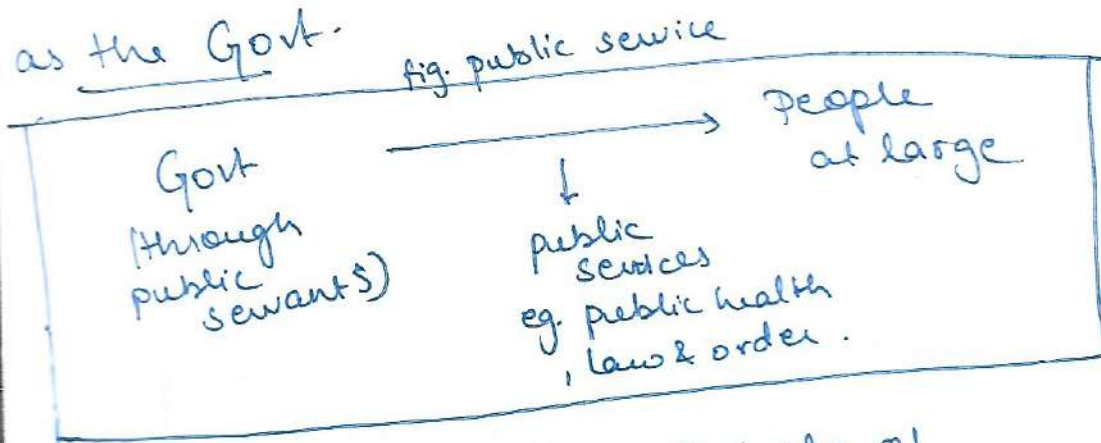 as the Govt.
fig. public service
Govt
(through
public
servants)
public
services
eg. public health
, law & order.
People
at large